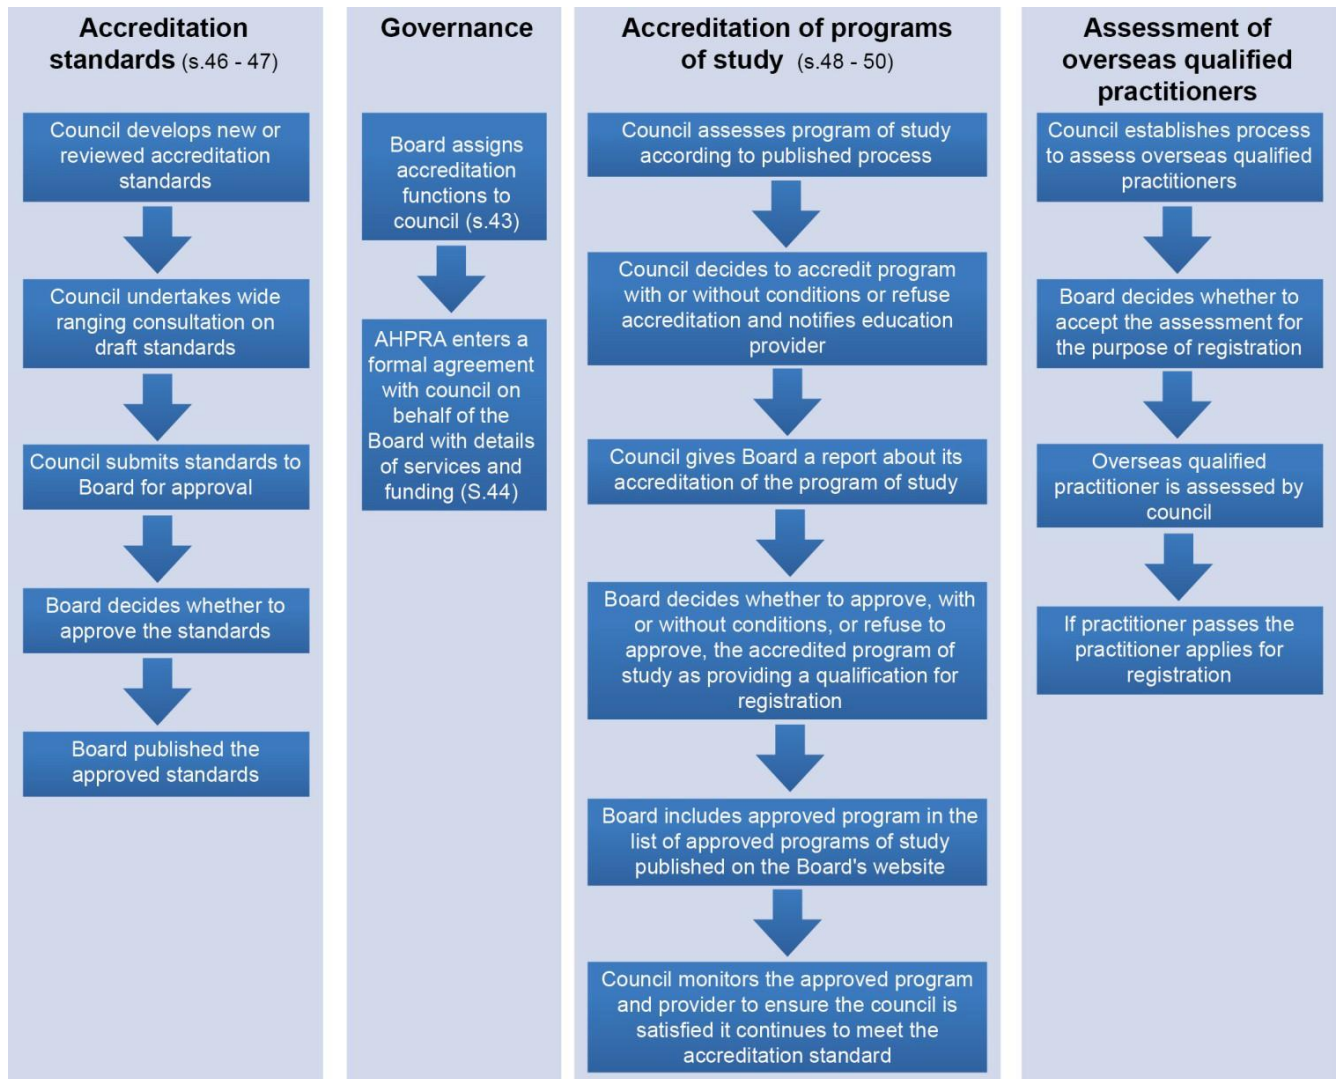 Accreditation
standards (s.46 - 47)
Council develops new or
reviewed accreditation
standards
Council undertakes wide
ranging consultation on
draft standards
Council submits standards to
Board for approval
Board decides whether to
approve the standards
Board published the
approved standards
Governance
Board assigns
accreditation
functions to
council (s.43)
AHPRA enters a
formal agreement
with council on
behalf of the
Board with details
of services and
funding (S.44)
Accreditation of programs
of study (s.48 - 50)
Council assesses program of study
according to published process
Council decides to accredit program
with or without conditions or refuse
accreditation and notifies education
provider
Council gives Board a report about its
accreditation of the program of study
Board decides whether to approve, with
or without conditions, or refuse to
approve, the accredited program of
study as providing a qualification for
registration
Board includes approved program in the
list of approved programs of study
published on the Board's website
Council monitors the approved program
and provider to ensure the council is
satisfied it continues to meet the
accreditation standard
Assessment of
overseas qualified
practitioners
Council establishes process
to assess overseas qualified
practitioners
Board decides whether to
accept the assessment for
the purpose of registration
Overseas qualified
practitioner is assessed by
council
If practitioner passes the
practitioner applies for
registration